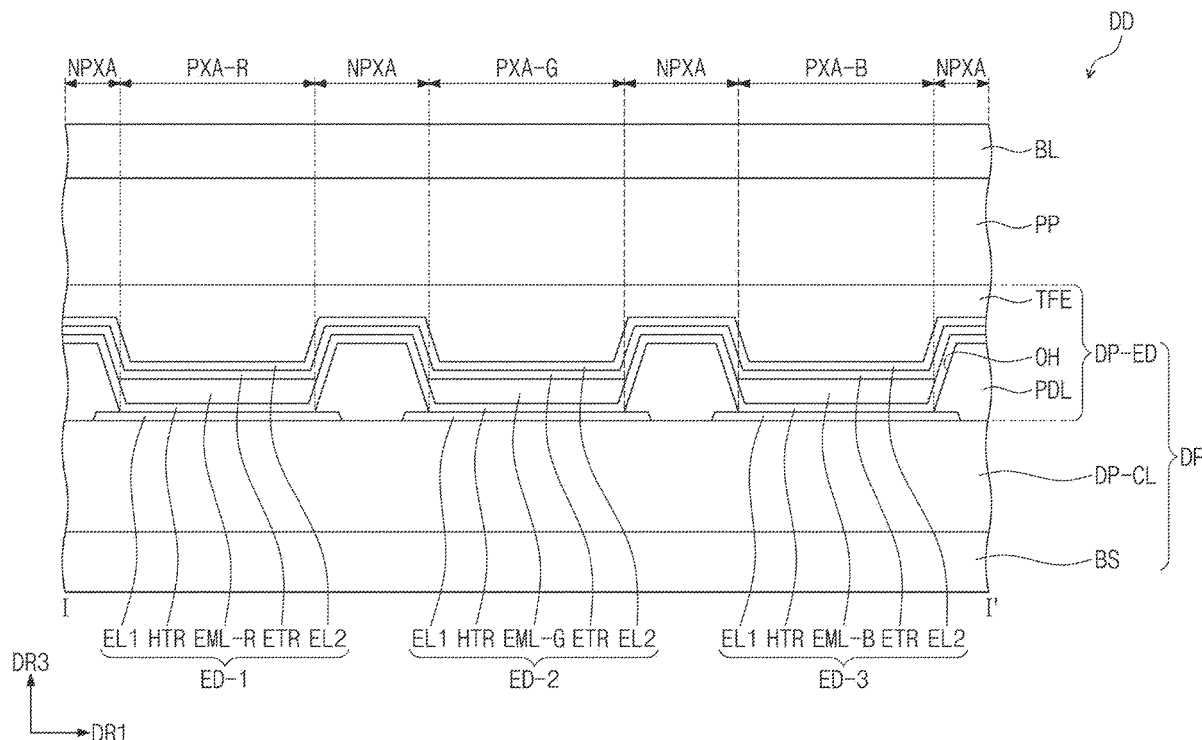 DD
NPXA PXA-R NPXA PXA-G NPXA PXA-B NPXA
BL
PP
TFE
DP-ED
OH
PDL
DP
DP-CL
BS
I I'
EL1 HTR EML-R ETR EL2 EL1 HTR EML-G ETR EL2 EL1 HTR EML-B ETR EL2
ED-1 ED-2 ED-3
DR3
DR1